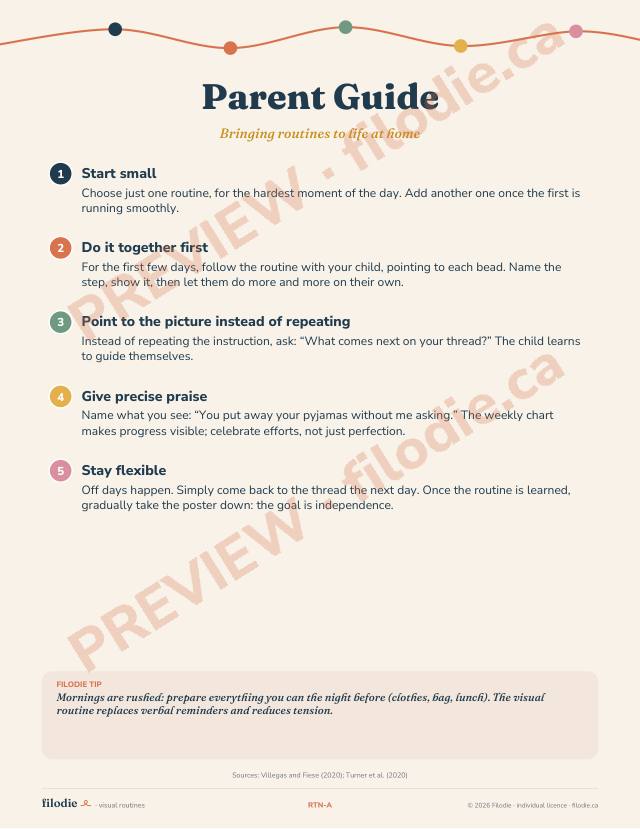 Parent Guide
Bringing routines to life at home
1 Start small
Choose just one routine, for the hardest moment of the day. Add another one once the first is
running smoothly.
2 Do it together first
For the first few days, follow the routine with your child, pointing to each bead. Name the
step, show it, then let them do more and more on their own.
3 Point to the picture instead of repeating
Instead of repeating the instruction, ask: “What comes next on your thread?” The child learns
to guide themselves.
4 Give precise praise
Name what you see: “You put away your pyjamas without me asking.” The weekly chart
makes progress visible; celebrate efforts, not just perfection.
5 Stay flexible
Off days happen. Simply come back to the thread the next day. Once the routine is learned,
gradually take the poster down: the goal is independence.
PREVIEW · filodie.ca
PREVIEW · filodie.ca
FILODIE TIP
Mornings are rushed: prepare everything you can the night before (clothes, bag, lunch). The visual
routine replaces verbal reminders and reduces tension.
Sources: Villegas and Fiese (2020); Turner et al. (2020)
filodie · visual routines
RTN-A
© 2026 Filodie · individual licence · filodie.ca